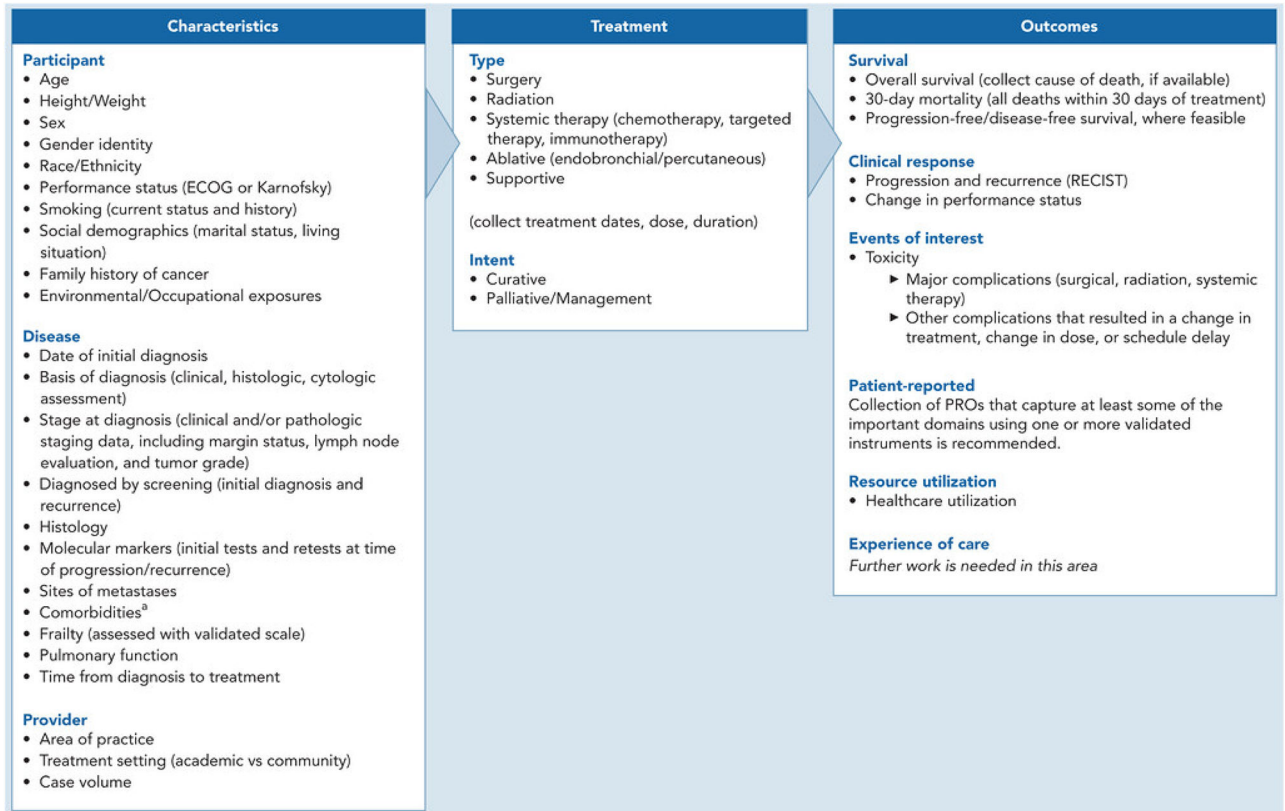 Characteristics
Participant
• Age
• Height/Weight
• Sex
• Gender identity
• Race/Ethnicity
• Performance status (ECOG or Karnofsky)
• Smoking (current status and history)
• Social demographics (marital status, living
situation)
• Family history of cancer
• Environmental/Occupational exposures
Disease
• Date of initial diagnosis
• Basis of diagnosis (clinical, histologic, cytologic
assessment)
• Stage at diagnosis (clinical and/or pathologic
staging data, including margin status, lymph node
evaluation, and tumor grade)
• Diagnosed by screening (initial diagnosis and
recurrence)
• Histology
• Molecular markers (initial tests and retests at time
of progression/recurrence)
• Sites of metastases
• Comorbiditiesᵃ
• Frailty (assessed with validated scale)
• Pulmonary function
• Time from diagnosis to treatment
Provider
• Area of practice
• Treatment setting (academic vs community)
• Case volume
Treatment
Type
• Surgery
• Radiation
• Systemic therapy (chemotherapy, targeted
therapy, immunotherapy)
• Ablative (endobronchial/percutaneous)
• Supportive
(collect treatment dates, dose, duration)
Intent
• Curative
• Palliative/Management
Outcomes
Survival
• Overall survival (collect cause of death, if available)
• 30-day mortality (all deaths within 30 days of treatment)
• Progression-free/disease-free survival, where feasible
Clinical response
• Progression and recurrence (RECIST)
• Change in performance status
Events of interest
• Toxicity
► Major complications (surgical, radiation, systemic
therapy)
► Other complications that resulted in a change in
treatment, change in dose, or schedule delay
Patient-reported
Collection of PROs that capture at least some of the
important domains using one or more validated
instruments is recommended.
Resource utilization
• Healthcare utilization
Experience of care
Further work is needed in this area